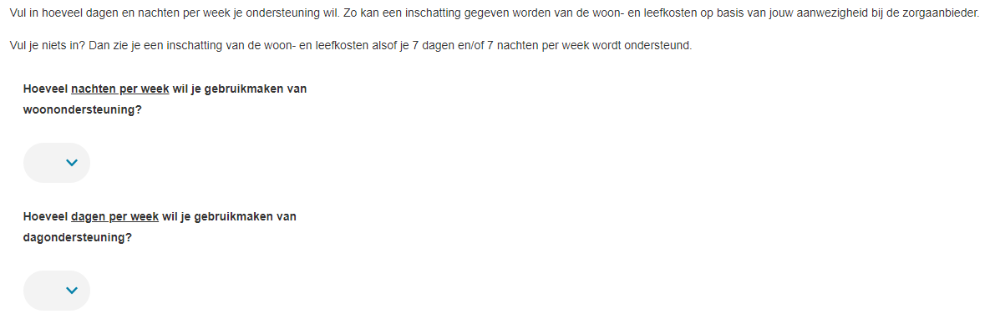 Vul in hoeveel dagen en nachten per week je ondersteuning wil. Zo kan een inschatting gegeven worden van de woon- en leefkosten op basis van jouw aanwezigheid bij de zorgaanbieder.
Vul je niets in? Dan zie je een inschatting van de woon- en leefkosten alsof je 7 dagen en/of 7 nachten per week wordt ondersteund.
Hoeveel nachten per week wil je gebruikmaken van
woonondersteuning?
Hoeveel dagen per week wil je gebruikmaken van
dagondersteuning?